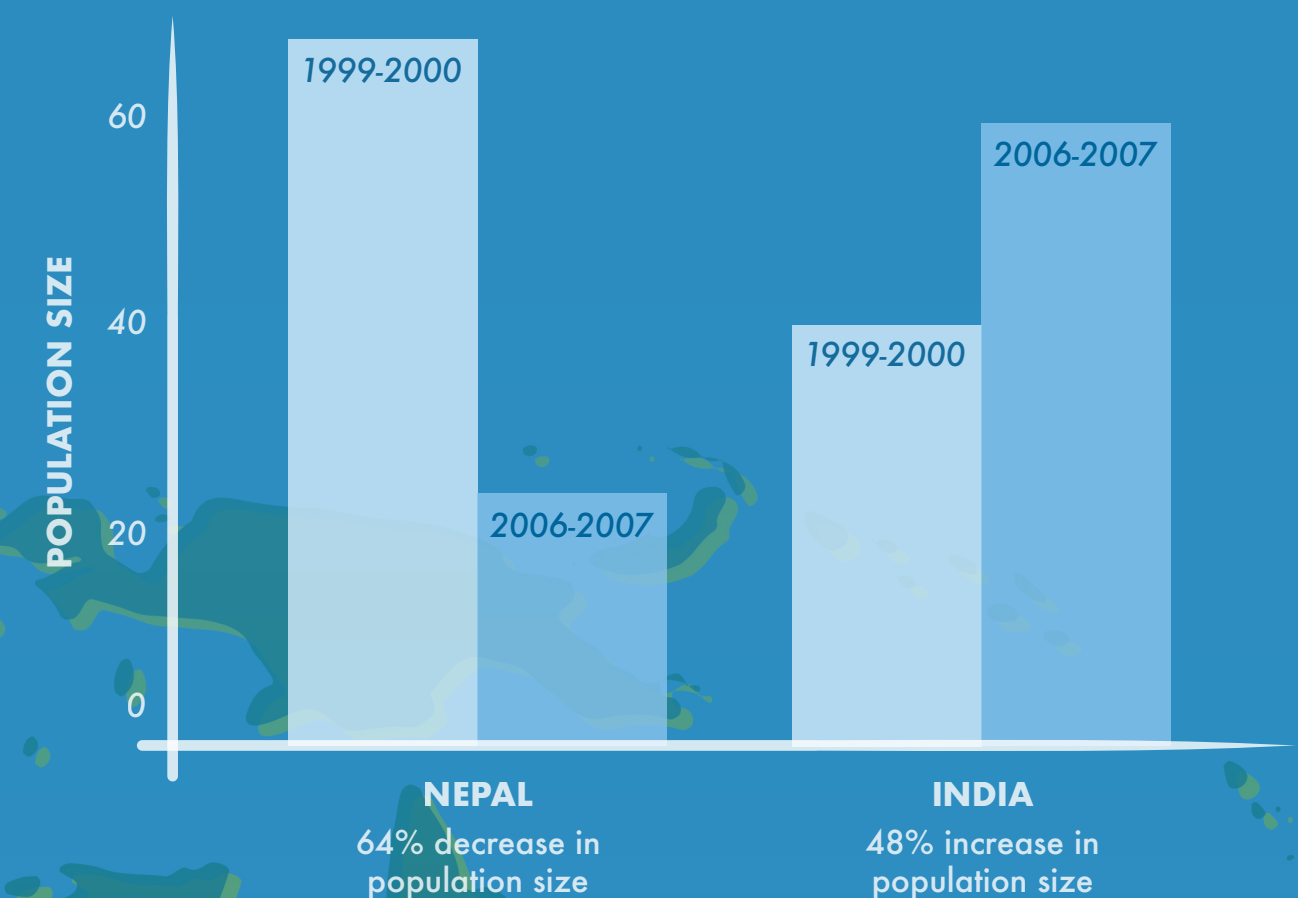 1999-2000
60
2006-2007
POPULATION SIZE
40
1999-2000
20
2006-2007
0
NEPAL
64% decrease in
population size
INDIA
48% increase in
population size